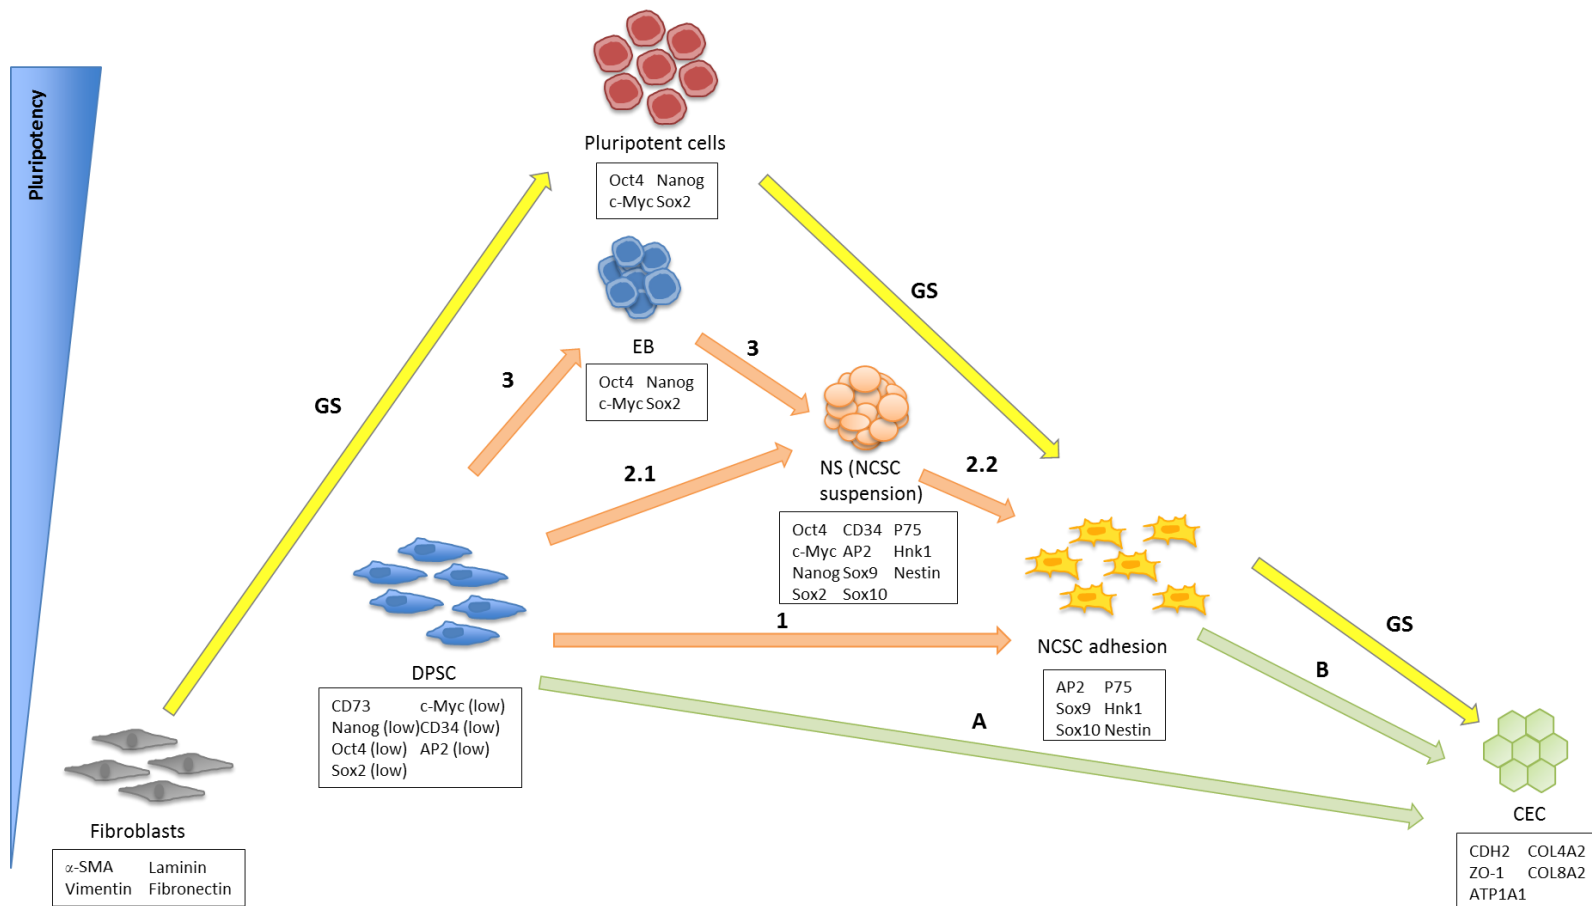 Pluripotency
Pluripotent cells
Oct4 Nanog
c-Myc Sox2
GS
GS
EB
Oct4 Nanog
c-Myc Sox2
3
3
2.1
NS (NCSC
suspension)
Oct4 CD34 P75
c-Myc AP2 Hnk1
Nanog Sox9 Nestin
Sox2 Sox10
2.2
1
DPSC
CD73 c-Myc (low)
Nanog (low) CD34 (low)
Oct4 (low) AP2 (low)
Sox2 (low)
NCSC adhesion
AP2 P75
Sox9 Hnk1
Sox10 Nestin
GS
B
A
Fibroblasts
α-SMA Laminin
Vimentin Fibronectin
CEC
CDH2 COL4A2
ZO-1 COL8A2
ATP1A1